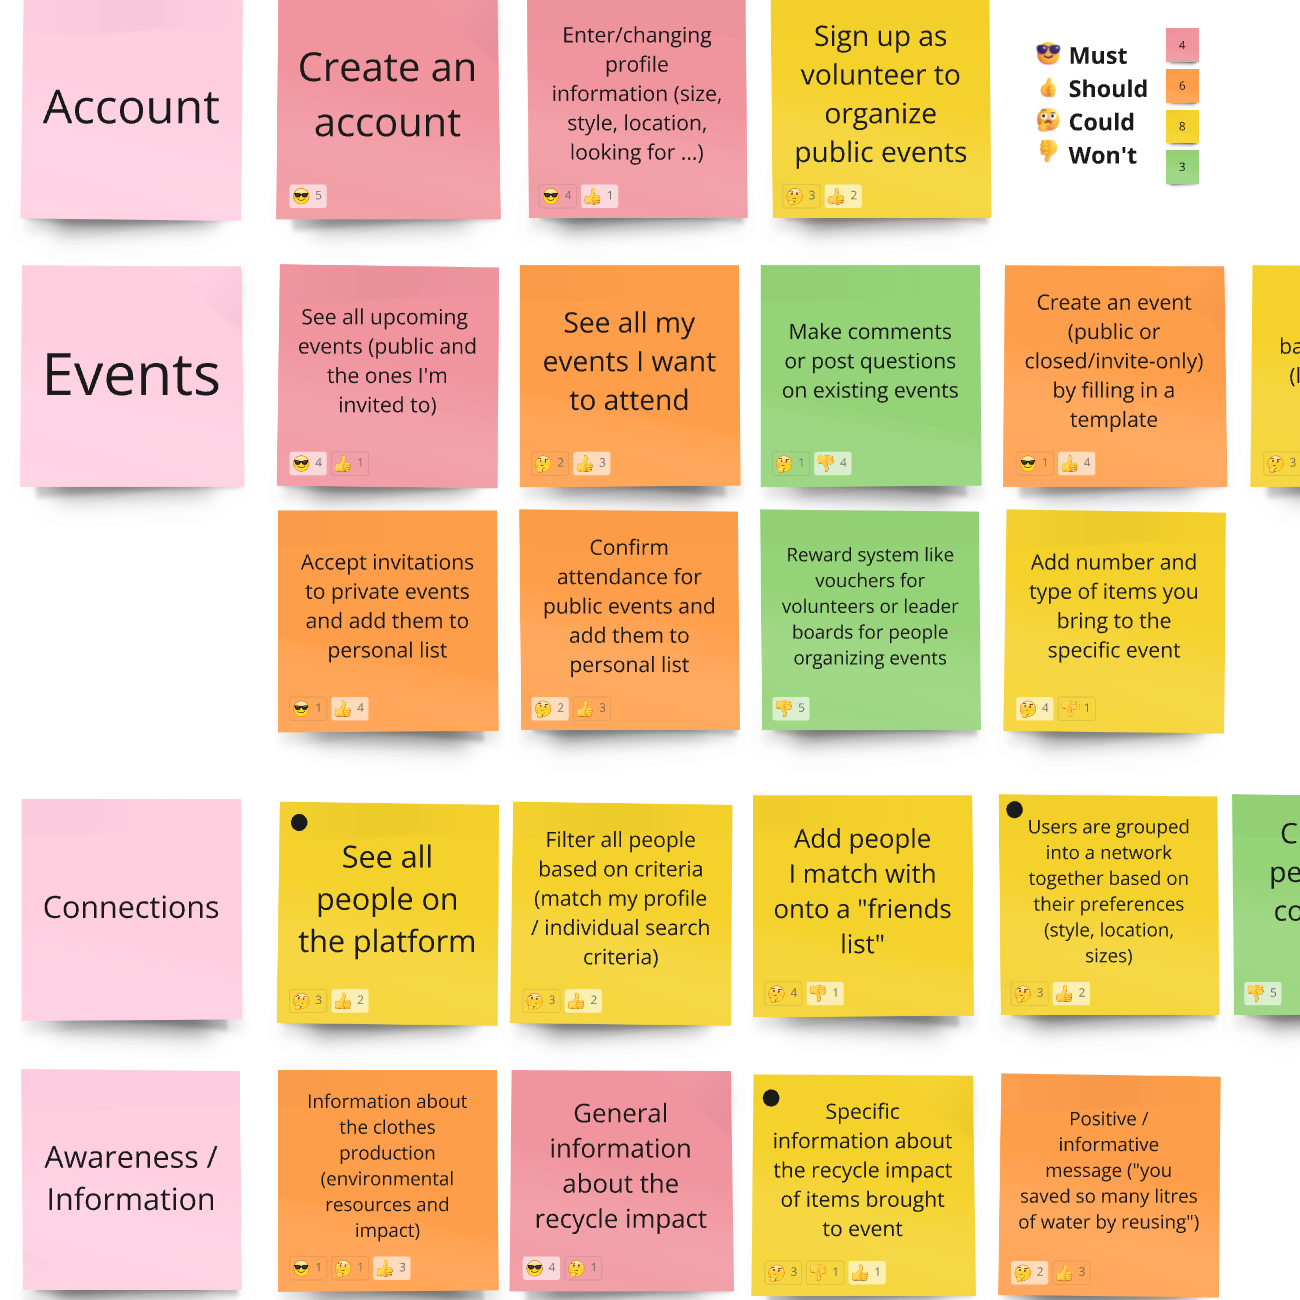 Account
Create an
account
😎 5
Enter/changing
profile
information (size,
style, location,
looking for ...)
😎 4 👍 1
Sign up as
volunteer to
organize
public events
🤔 3 👍 2
😎 Must
👍 Should
🤔 Could
👎 Won't
4
6
8
3
Events
See all upcoming
events (public and
the ones I'm
invited to)
😎 4 👍 1
See all my
events I want
to attend
🤔 2 👍 3
Make comments
or post questions
on existing events
🤔 1 👎 4
Create an event
(public or
closed/invite-only)
by filling in a
template
😎 1 👍 4
ba
(l
🤔 3
Accept invitations
to private events
and add them to
personal list
😎 1 👍 4
Confirm
attendance for
public events and
add them to
personal list
🤔 2 👍 3
Reward system like
vouchers for
volunteers or leader
boards for people
organizing events
👎 5
Add number and
type of items you
bring to the
specific event
🤔 4 👎 1
Connections
See all
people on
the platform
🤔 3 👍 2
Filter all people
based on criteria
(match my profile
/ individual search
criteria)
🤔 3 👍 2
Add people
I match with
onto a "friends
list"
🤔 4 👎 1
Users are grouped
into a network
together based on
their preferences
(style, location,
sizes)
🤔 3 👍 2
C
pe
co
👎 5
Awareness /
Information
Information about
the clothes
production
(environmental
resources and
impact)
😎 1 🤔 1 👍 3
General
information
about the
recycle impact
😎 4 🤔 1
Specific
information about
the recycle impact
of items brought
to event
🤔 3 👎 1 👍 1
Positive /
informative
message ("you
saved so many litres
of water by reusing")
🤔 2 👍 3